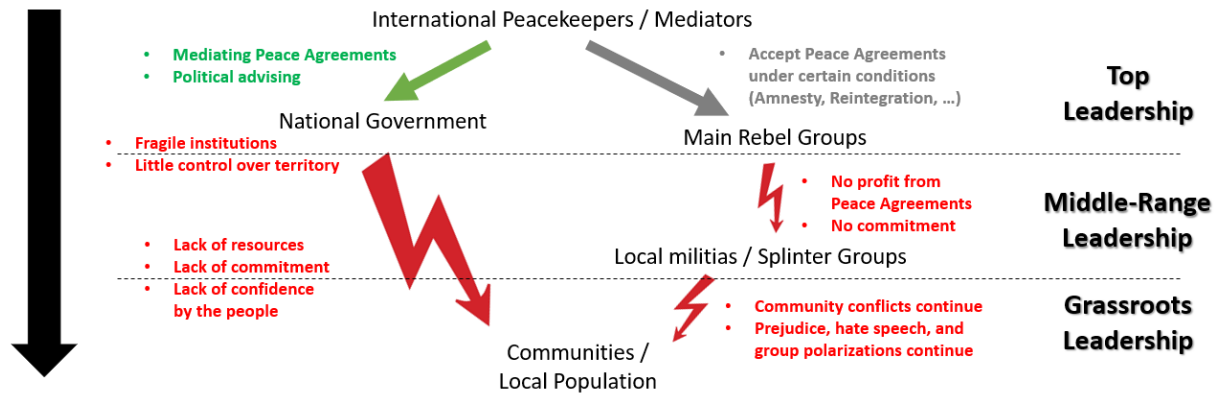 International Peacekeepers / Mediators
• Mediating Peace Agreements
• Political advising
• Accept Peace Agreements
under certain conditions
(Amnesty, Reintegration, …)
Top
Leadership
National Government
Main Rebel Groups
• Fragile institutions
• Little control over territory
• No profit from
Peace Agreements
• No commitment
Middle-Range
Leadership
• Lack of resources
• Lack of commitment
• Lack of confidence
by the people
Local militias / Splinter Groups
• Community conflicts continue
• Prejudice, hate speech, and
group polarizations continue
Grassroots
Leadership
Communities /
Local Population